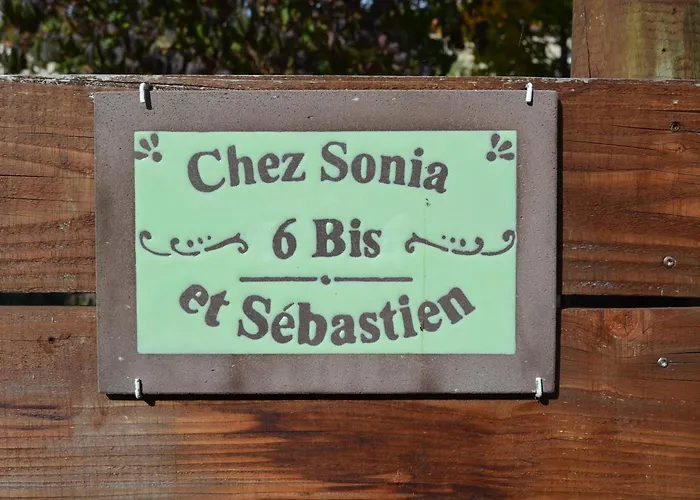 Chez Sonia
6 Bis
et Sébastien